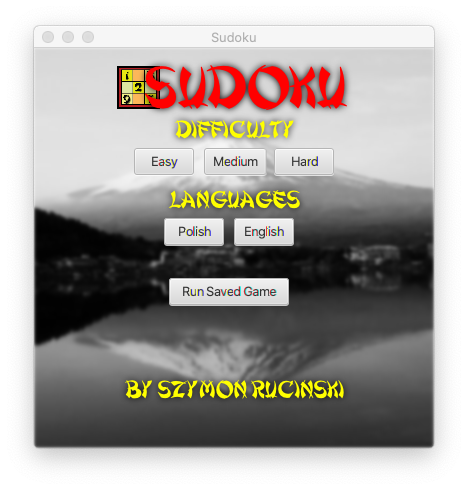 Sudoku
1
2
9
SUDOKU
DIFFICULTY
Easy Medium Hard
LANGUAGES
Polish English
Run Saved Game
BY SZYMON RUCINSKI